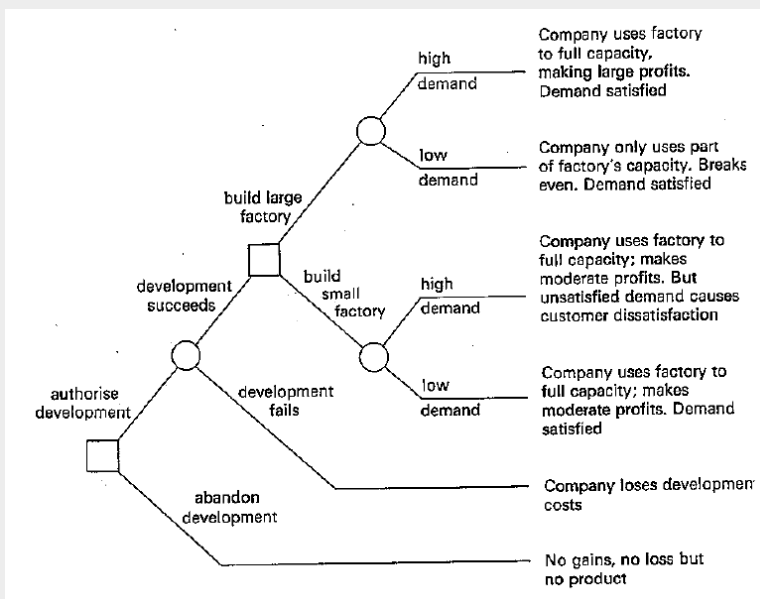 Company uses factory
to full capacity,
making large profits.
Demand satisfied
high
demand
low
demand
Company only uses part
of factory's capacity. Breaks
even. Demand satisfied
build large
factory
Company uses factory to
full capacity; makes
moderate profits. But
unsatisfied demand causes
customer dissatisfaction
build
small
factory
high
demand
development
succeeds
Company uses factory to
full capacity; makes
moderate profits. Demand
satisfied
low
demand
development
fails
authorise
development
Company loses developmen
costs
abandon
development
No gains, no loss but
no product